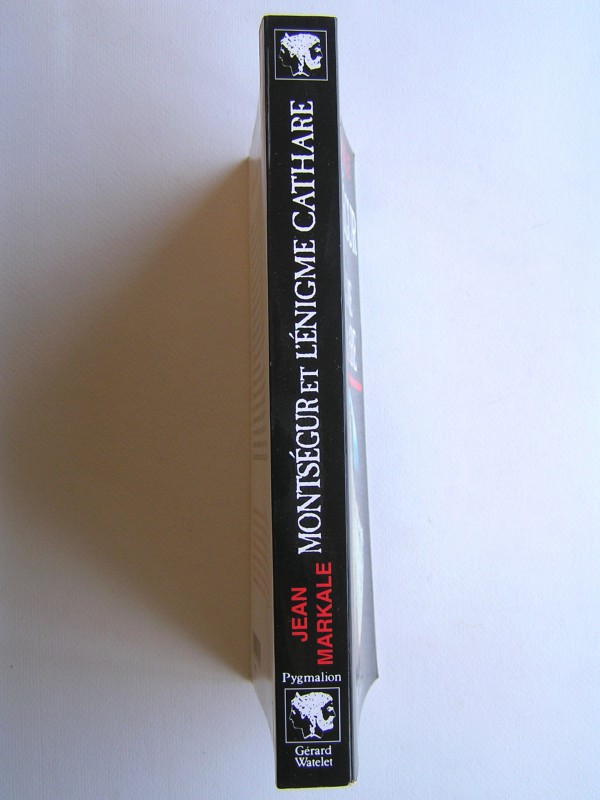 MONTSÉGUR ET L'ÉNIGME CATHARE
JEAN
MARKALE
Pygmalion
Gérard
Watelet